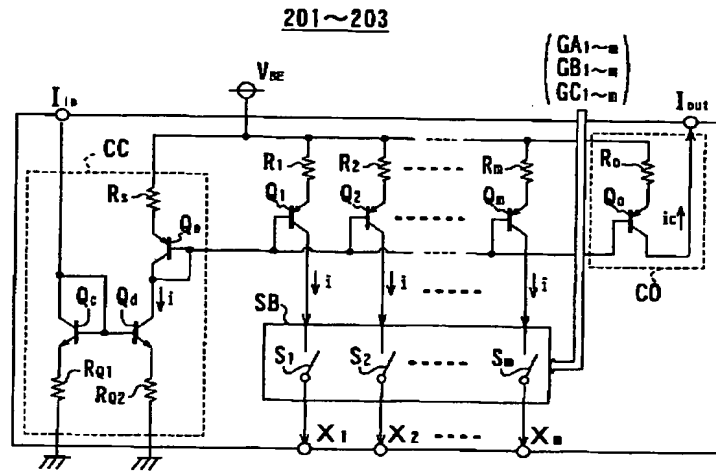 201~203
GA1~m
GB1~m
GC1~m
Iin
VBE
Iout
CC
Rs
R1
R2
Rm
Ro
Q1
Q2
Qm
Qo
Qe
ic
i
i
i
i
CO
SB
Qc
Qd
S1
S2
Sm
RQ1
RQ2
X1
X2
Xm